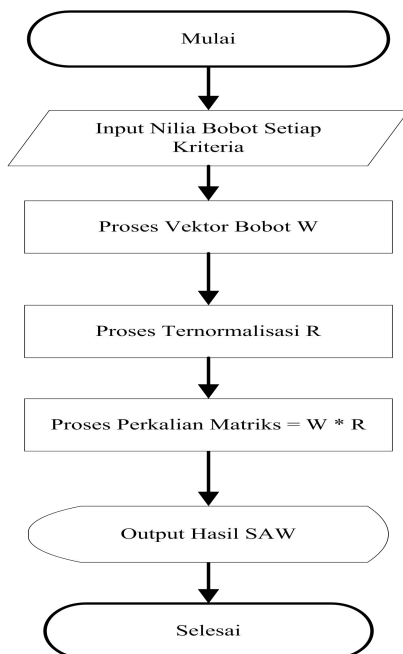 Mulai
Input Nilia Bobot Setiap
Kriteria
Proses Vektor Bobot W
Proses Ternormalisasi R
Proses Perkalian Matriks = W * R
Output Hasil SAW
Selesai